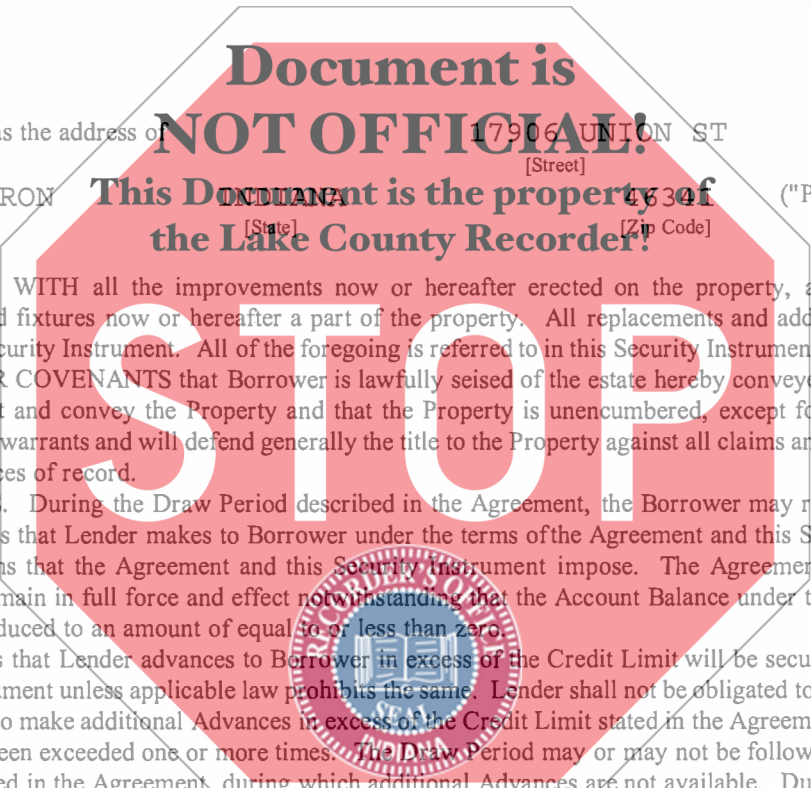 Document is
NOT OFFICIAL!
This Document is the property of
the Lake County Recorder!
STOP
as the address of 17906 UNION ST
[Street]
RON INDIANA 46341 ("P
[State] [Zip Code]
WITH all the improvements now or hereafter erected on the property, a
d fixtures now or hereafter a part of the property. All replacements and add
curity Instrument. All of the foregoing is referred to in this Security Instrumen
R COVENANTS that Borrower is lawfully seised of the estate hereby conveye
t and convey the Property and that the Property is unencumbered, except fo
warrants and will defend generally the title to the Property against all claims an
ces of record.
s. During the Draw Period described in the Agreement, the Borrower may r
s that Lender makes to Borrower under the terms of the Agreement and this S
ns that the Agreement and this Security Instrument impose. The Agreemen
main in full force and effect notwithstanding that the Account Balance under t
duced to an amount of equal to or less than zero.
s that Lender advances to Borrower in excess of the Credit Limit will be secu
ument unless applicable law prohibits the same. Lender shall not be obligated to
o make additional Advances in excess of the Credit Limit stated in the Agreem
een exceeded one or more times. The Draw Period may or may not be follow
ed in the Agreement, during which additional Advances are not available. Du
RECORDER'S OFFICE
SEAL
INDIANA